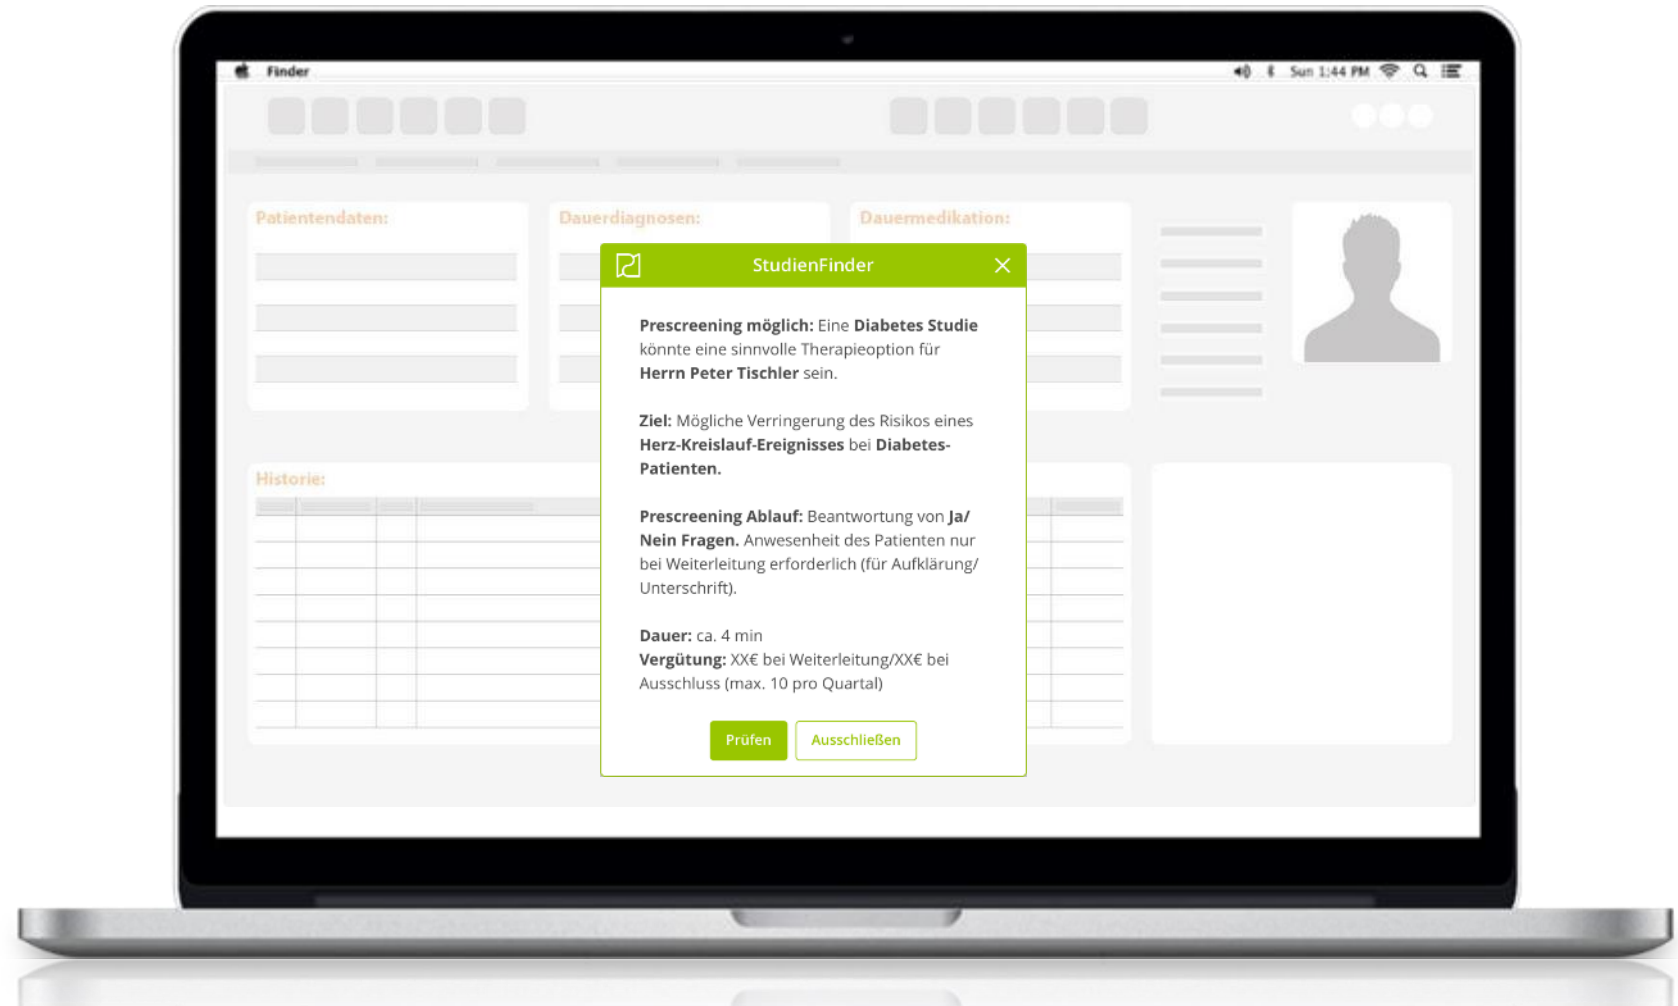 Finder
Sun 1:44 PM
Patientendaten:
Dauerdiagnosen:
Dauermedikation:
StudienFinder
Prescreening möglich: Eine Diabetes Studie
könnte eine sinnvolle Therapieoption für
Herrn Peter Tischler sein.
Ziel: Mögliche Verringerung des Risikos eines
Herz-Kreislauf-Ereignisses bei Diabetes-
Patienten.
Prescreening Ablauf: Beantwortung von Ja/
Nein Fragen. Anwesenheit des Patienten nur
bei Weiterleitung erforderlich (für Aufklärung/
Unterschrift).
Dauer: ca. 4 min
Vergütung: XX€ bei Weiterleitung/XX€ bei
Ausschluss (max. 10 pro Quartal)
Prüfen
Ausschließen
Historie: